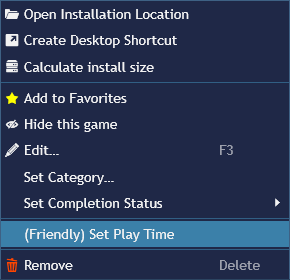 Open Installation Location
Create Desktop Shortcut
Calculate install size
Add to Favorites
Hide this game
Edit... F3
Set Category...
Set Completion Status
(Friendly) Set Play Time
Remove Delete